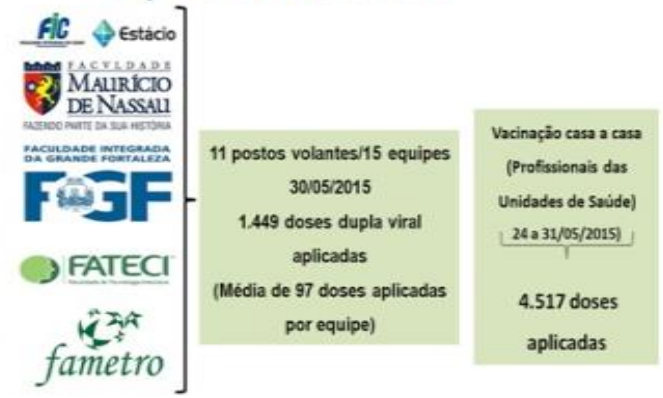 FIC
Estácio
FACULDADE
MAURÍCIO
DE NASSAU
FAZENDO PARTE DA SUA HISTÓRIA
FACULDADE INTEGRADA
DA GRANDE FORTALEZA
FGF
FATECI
fametro
11 postos volantes/15 equipes
30/05/2015
1.449 doses dupla viral
aplicadas
(Média de 97 doses aplicadas
por equipe)
Vacinação casa a casa
(Profissionais das
Unidades de Saúde)
24 a 31/05/2015)
4.517 doses
aplicadas